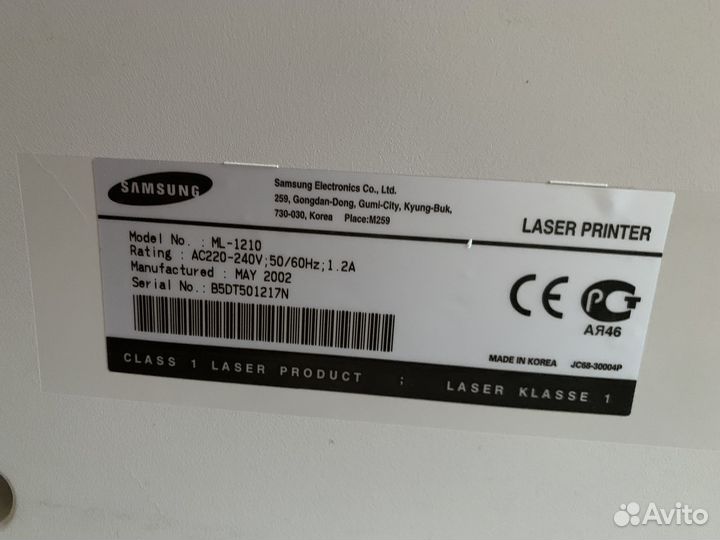 SAMSUNG
Samsung Electronics Co., Ltd.
259, Gongdan-Dong, Gumi-City, Kyung-Buk,
730-030, Korea Place:M259
LASER PRINTER
Model No. : ML-1210
Rating : AC220-240V;50/60Hz;1.2A
Manufactured : MAY 2002
Serial No.: B5DT501217N
CE PCT
АЯ46
MADE IN KOREA JC68-30004P
CLASS 1 LASER PRODUCT ; LASER KLASSE 1
Avito